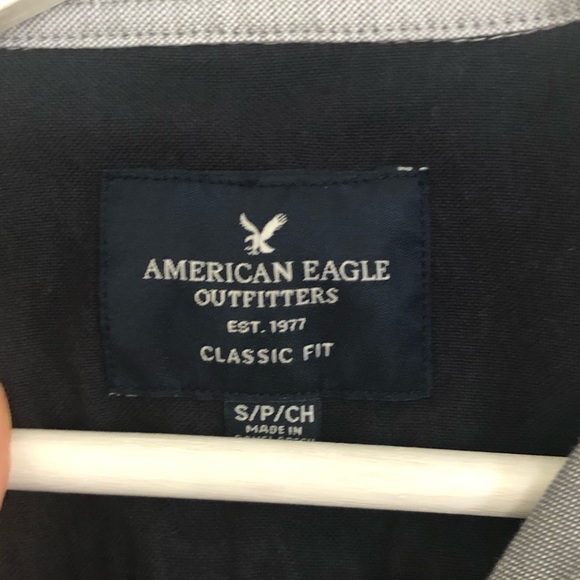 AMERICAN EAGLE
OUTFITTERS
EST. 1977
CLASSIC FIT
S/P/CH
MADE IN